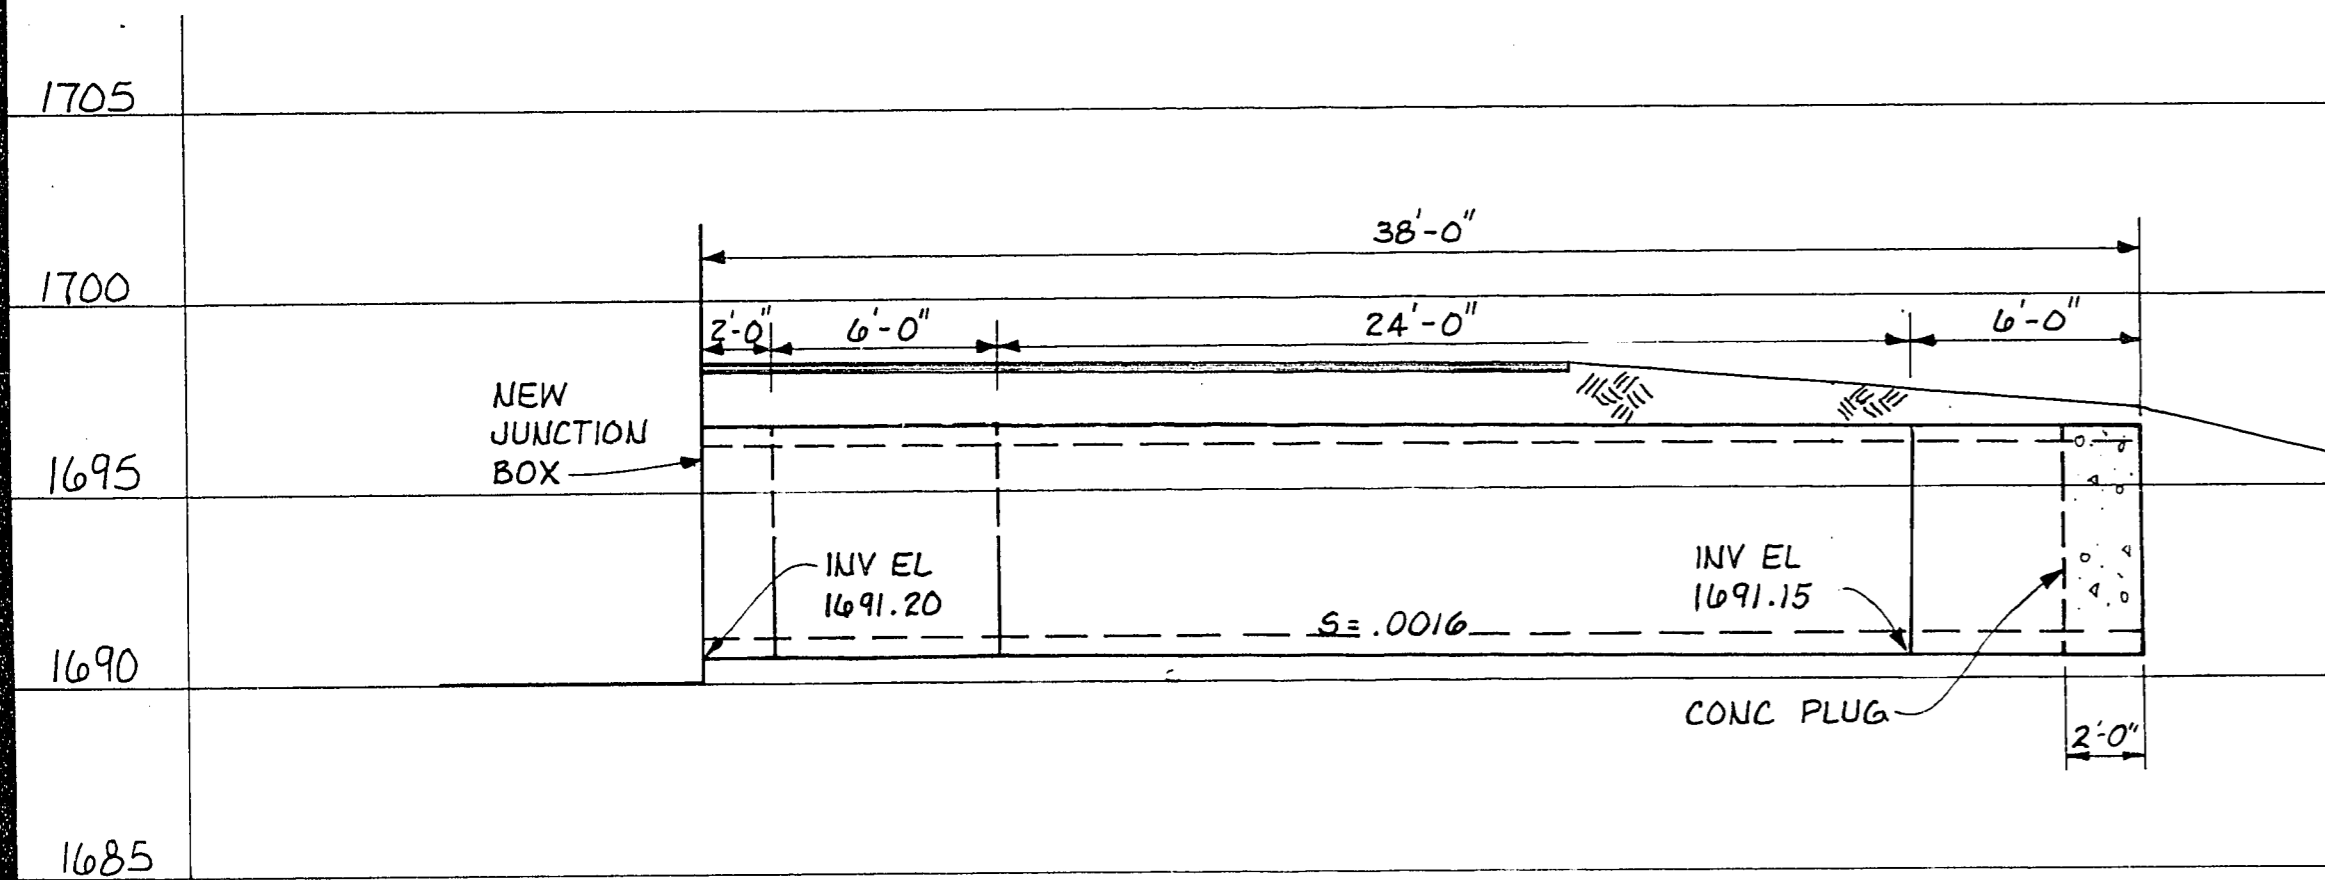 1705
38'-0"
1700
2'-0" 6'-0" 24'-0" 6'-0"
NEW
JUNCTION
BOX
1695
INV EL
1691.20
INV EL
1691.15
S= .0016
1690
CONC PLUG
2'-0"
1685